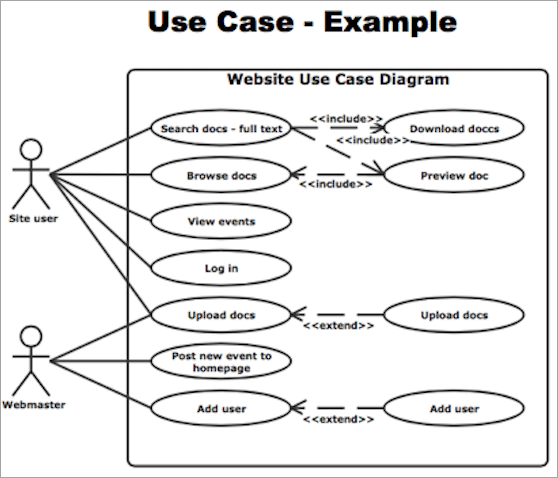 Use Case - Example
Website Use Case Diagram
<<include>>
Search docs - full text
Download doccs
<<include>>
Browse docs
Preview doc
<<include>>
Site user
View events
Log in
Upload docs
Upload docs
<<extend>>
Post new event to
homepage
Webmaster
Add user
Add user
<<extend>>